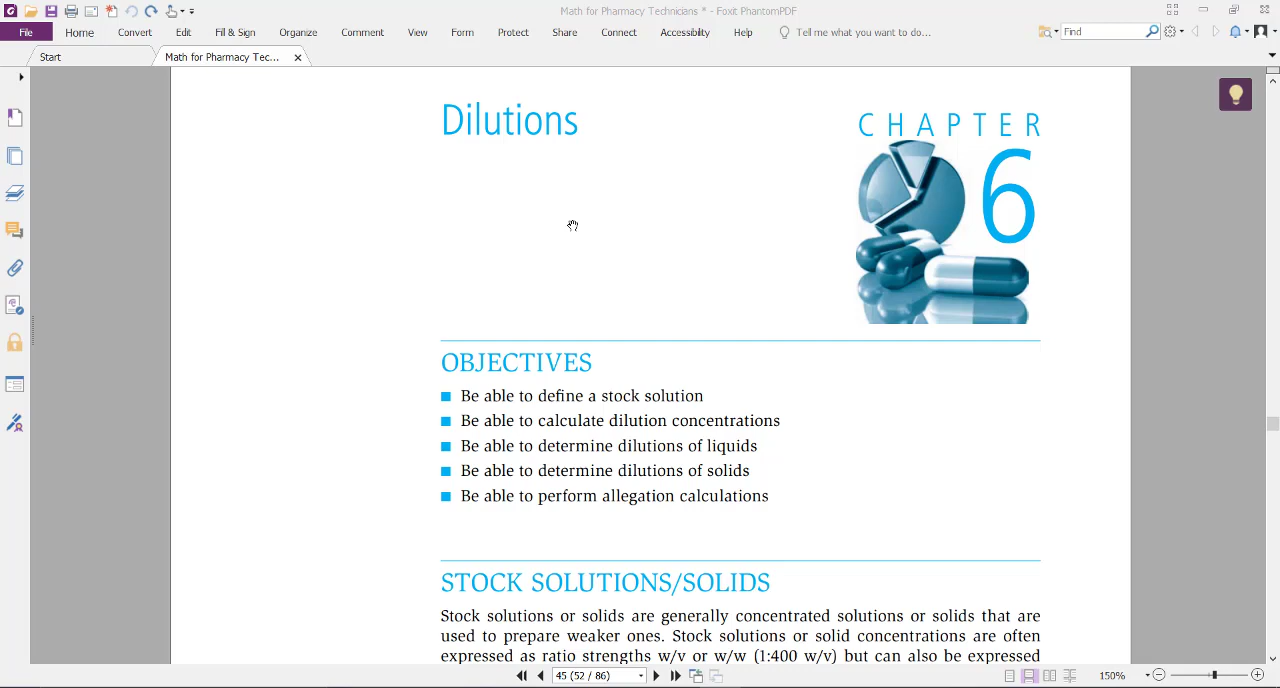 Math for Pharmacy Technicians * - Foxit PhantomPDF
File Home Convert Edit Fill & Sign Organize Comment View Form Protect Share Connect Accessibility Help Tell me what you want to do... Find
Start Math for Pharmacy Tec...
Dilutions
CHAPTER
6
OBJECTIVES
Be able to define a stock solution
Be able to calculate dilution concentrations
Be able to determine dilutions of liquids
Be able to determine dilutions of solids
Be able to perform allegation calculations
STOCK SOLUTIONS/SOLIDS
Stock solutions or solids are generally concentrated solutions or solids that are
used to prepare weaker ones. Stock solutions or solid concentrations are often
expressed as ratio strengths w/v or w/w (1:400 w/v) but can also be expressed
45 (52 / 86) 150%